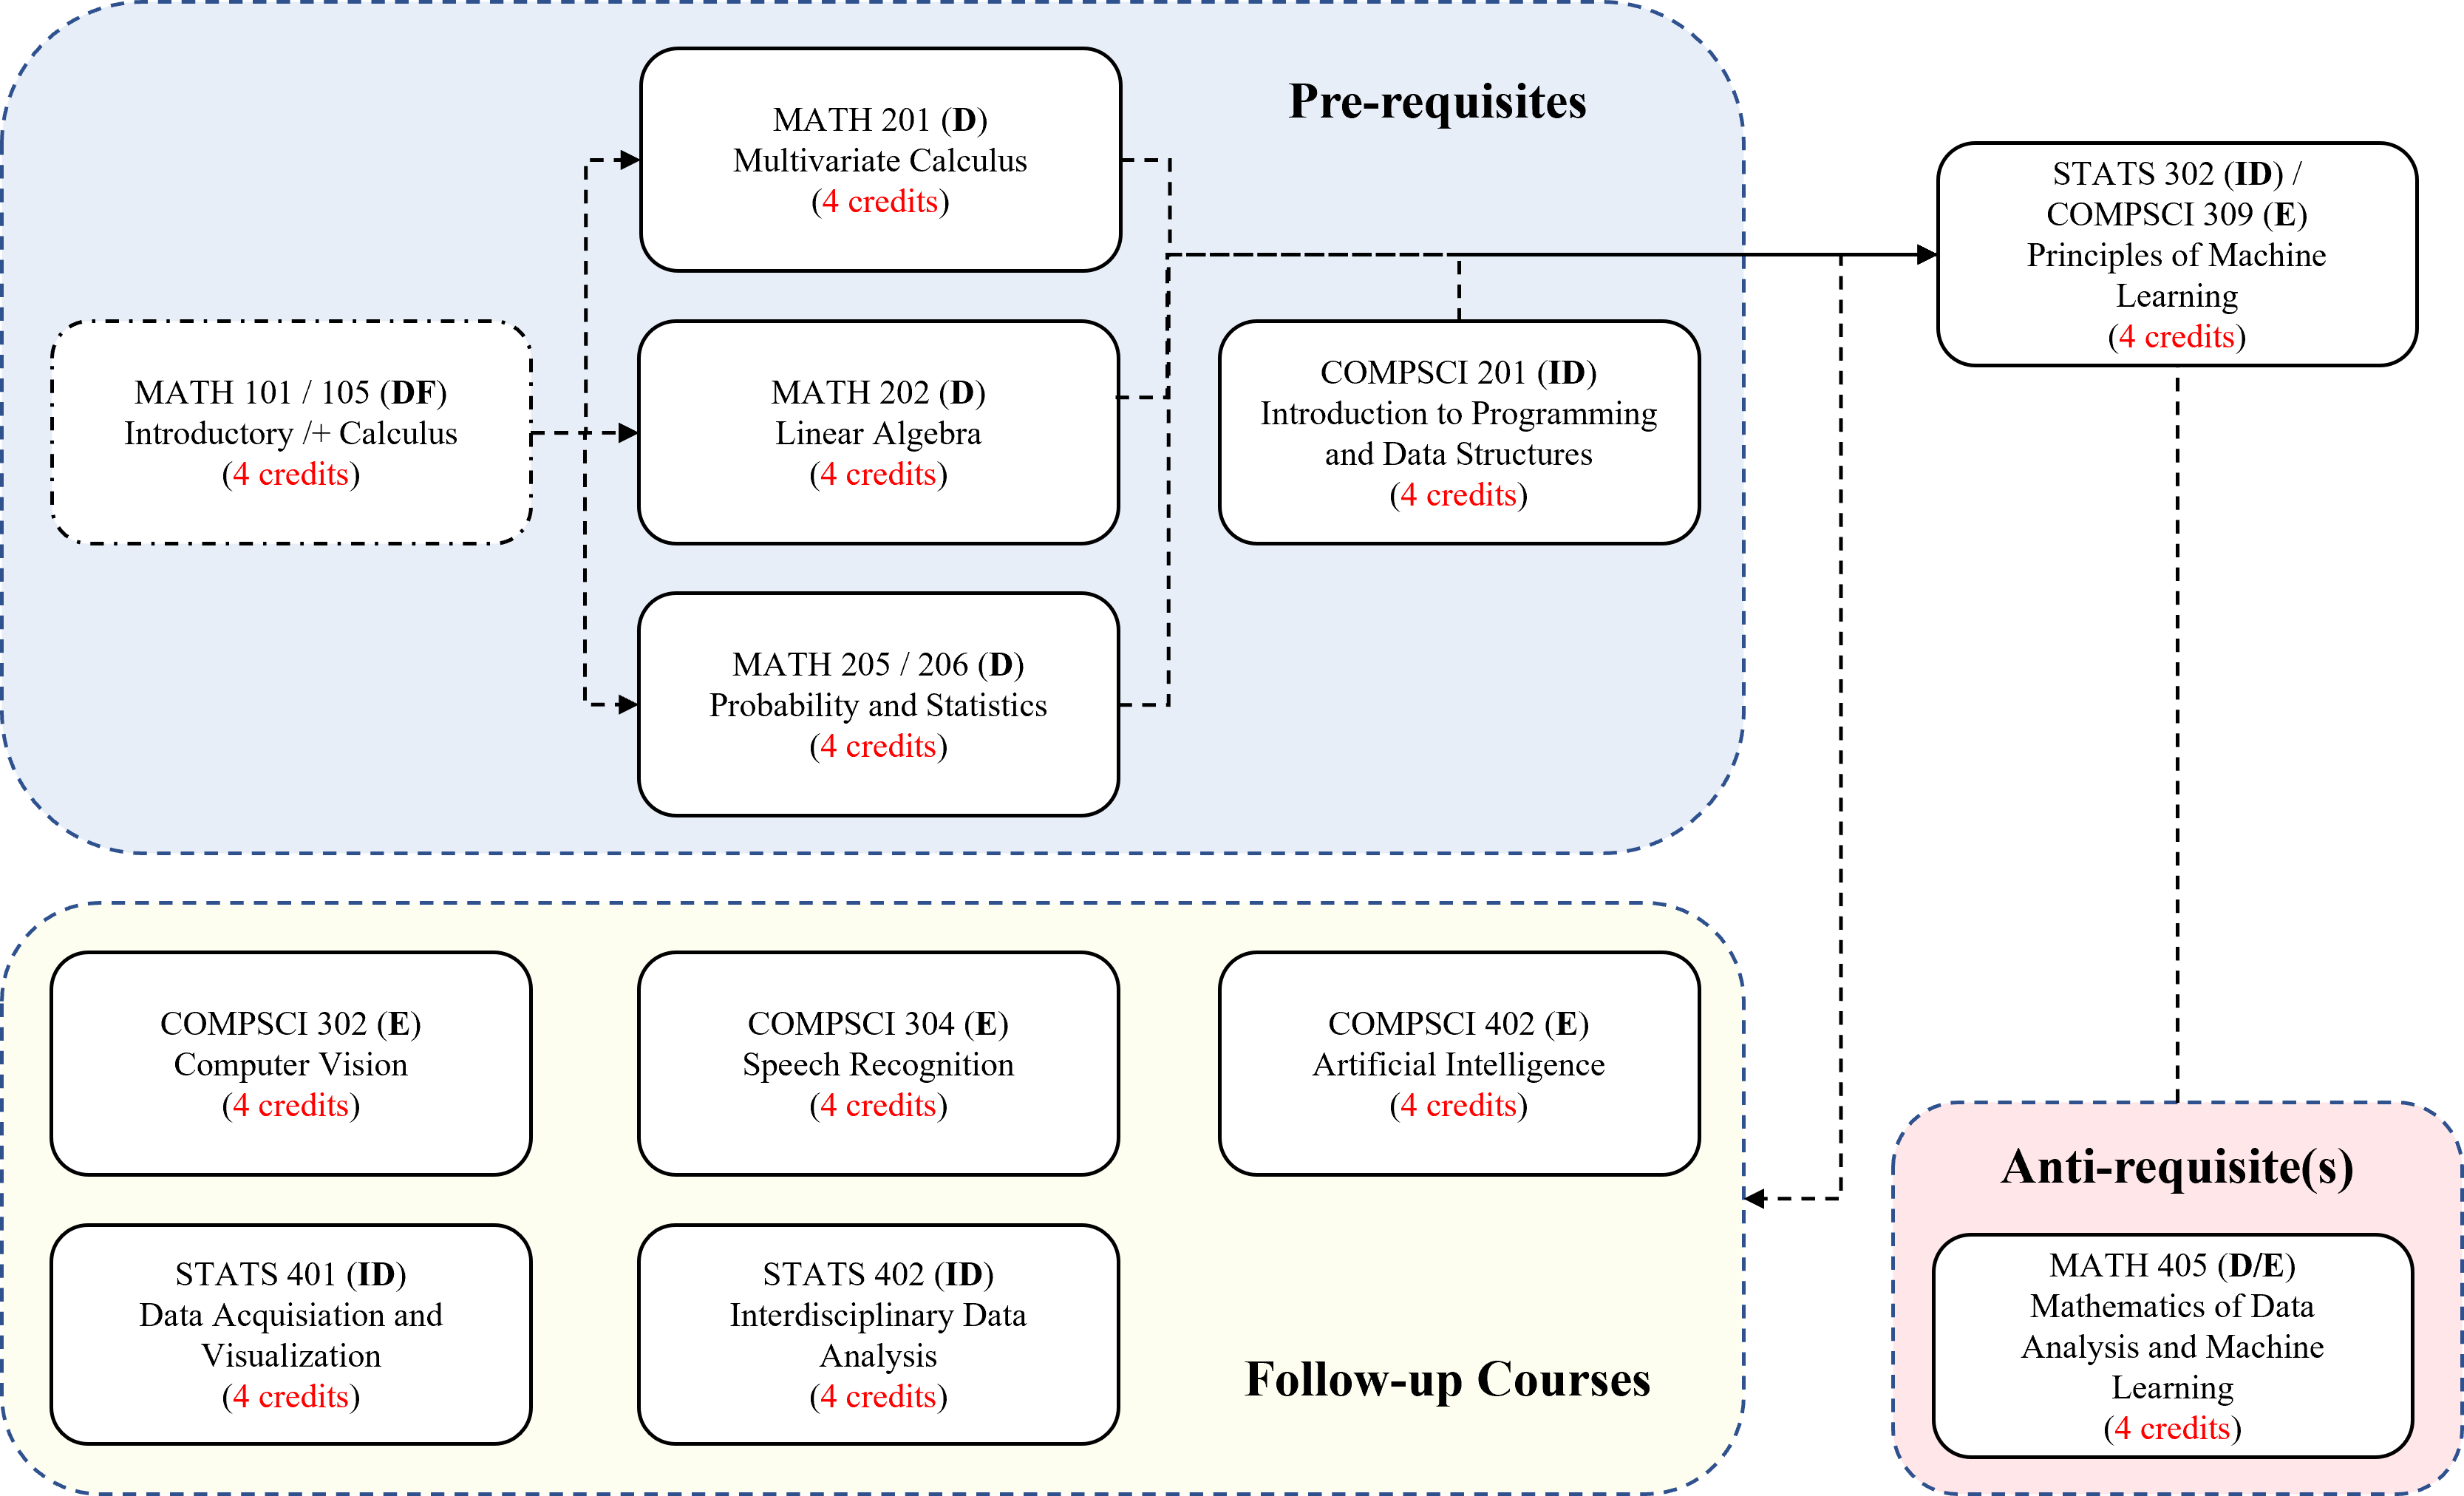 Pre-requisites
MATH 201 (D)
Multivariate Calculus
(4 credits)
STATS 302 (ID) /
COMPSCI 309 (E)
Principles of Machine
Learning
(4 credits)
MATH 101 / 105 (DF)
Introductory /+ Calculus
(4 credits)
MATH 202 (D)
Linear Algebra
(4 credits)
COMPSCI 201 (ID)
Introduction to Programming
and Data Structures
(4 credits)
MATH 205 / 206 (D)
Probability and Statistics
(4 credits)
COMPSCI 302 (E)
Computer Vision
(4 credits)
COMPSCI 304 (E)
Speech Recognition
(4 credits)
COMPSCI 402 (E)
Artificial Intelligence
(4 credits)
STATS 401 (ID)
Data Acquisiation and
Visualization
(4 credits)
STATS 402 (ID)
Interdisciplinary Data
Analysis
(4 credits)
Follow-up Courses
Anti-requisite(s)
MATH 405 (D/E)
Mathematics of Data
Analysis and Machine
Learning
(4 credits)